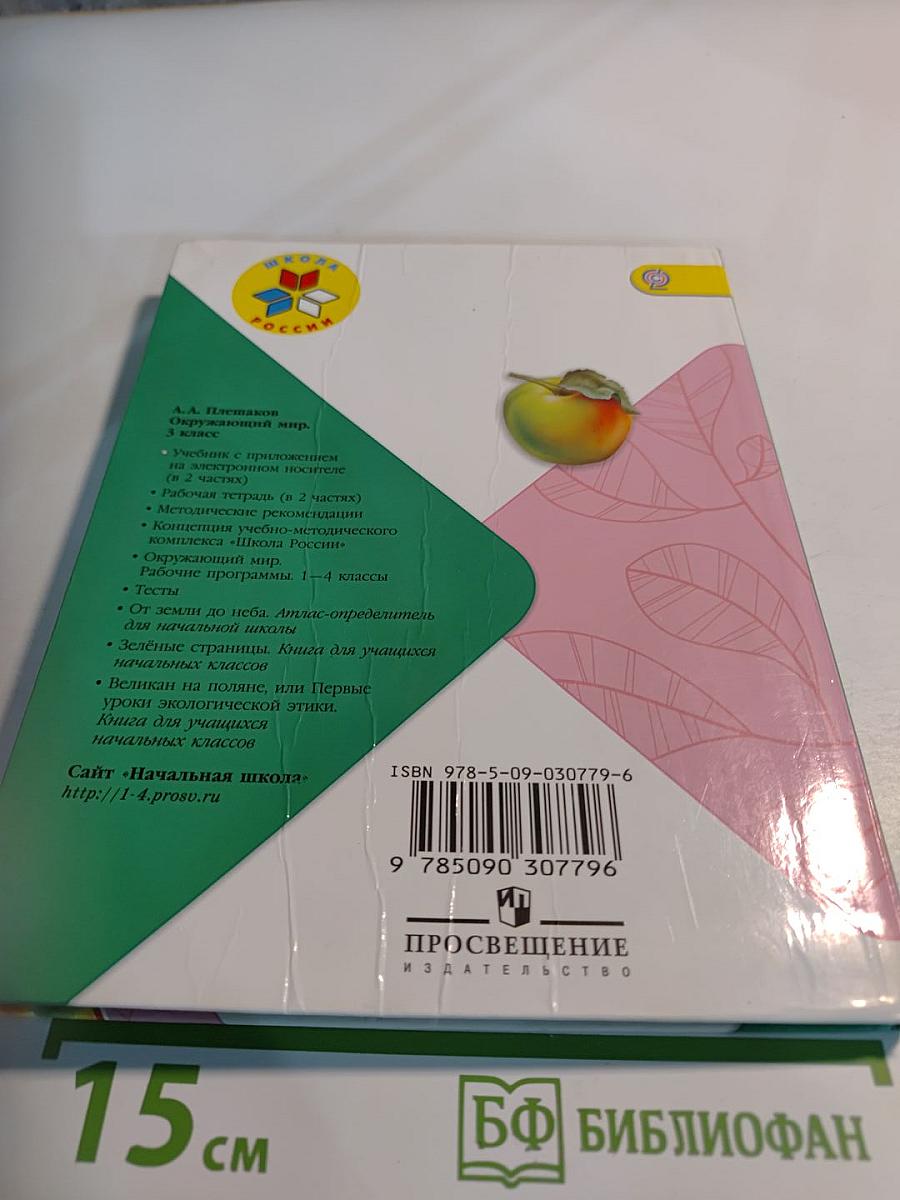 ШКОЛА
РОССИИ
А.А. Плешаков
Окружающий мир.
3 класс
• Учебник с приложением
на электронном носителе
(в 2 частях)
• Рабочая тетрадь (в 2 частях)
• Методические рекомендации
• Концепция учебно-методического
комплекса «Школа России»
• Окружающий мир.
Рабочие программы. 1—4 классы
• Тесты
• От земли до неба. Атлас-определитель
для начальной школы
• Зелёные страницы. Книга для учащихся
начальных классов
• Великан на поляне, или Первые
уроки экологической этики.
Книга для учащихся
начальных классов
Сайт «Начальная школа»
http://1-4.prosv.ru
ISBN 978-5-09-030779-6
9 785090 307796
ПРОСВЕЩЕНИЕ
ИЗДАТЕЛЬСТВО
15 см
БФ БИБЛИОФАН